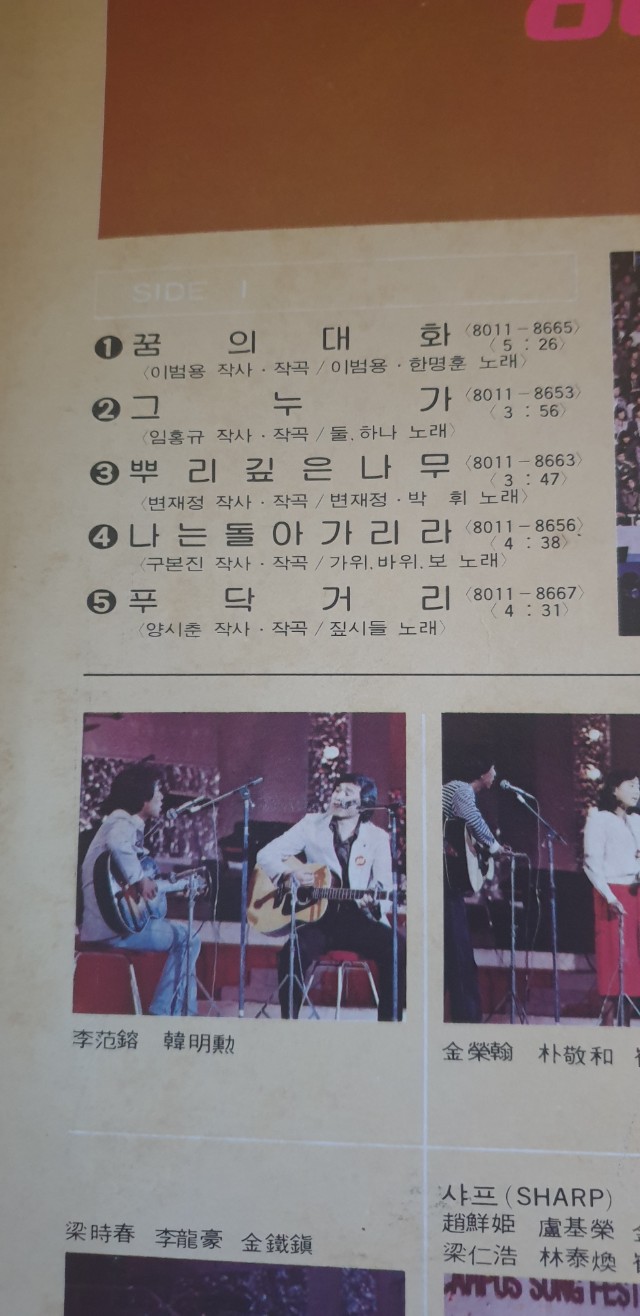 SIDE 1
❶ 꿈의대화 〈8011-8665〉
〈 5 : 26〉
〈이범용 작사·작곡/이범용·한명훈 노래〉
❷ 그누가 〈8011-8653〉
〈 3 : 56〉
〈임홍규 작사·작곡/둘.하나 노래〉
❸ 뿌리깊은나무 〈8011-8663〉
〈 3 : 47〉
〈변재정 작사·작곡/변재정·박 휘 노래〉
❹ 나는돌아가리라 〈8011-8656〉
〈 4 : 38〉
〈구본진 작사·작곡/가위.바위.보 노래〉
❺ 푸닥거리 〈8011-8667〉
〈 4 : 31〉
〈양시춘 작사·작곡/짚시들 노래〉
李范鎔 韓明勲
金榮翰 朴敬和
梁時春 李龍豪 金鐵鎭
샤프(SHARP)
趙鮮姫 盧基榮
梁仁浩 林泰煥
CAMPUS SONG FEST